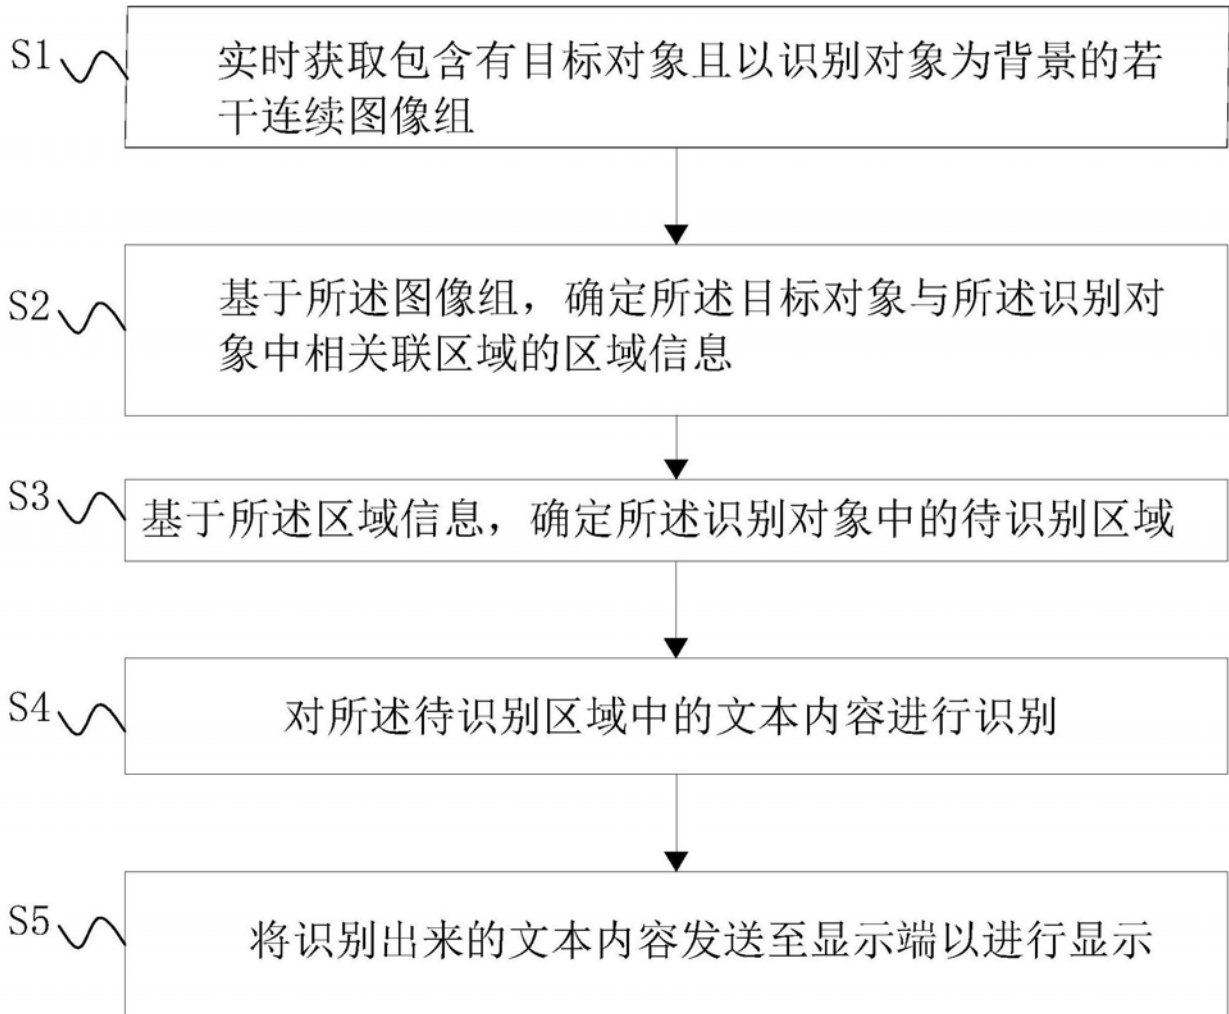 S1
实时获取包含有目标对象且以识别对象为背景的若
干连续图像组
S2
基于所述图像组，确定所述目标对象与所述识别对
象中相关联区域的区域信息
S3
基于所述区域信息，确定所述识别对象中的待识别区域
S4
对所述待识别区域中的文本内容进行识别
S5
将识别出来的文本内容发送至显示端以进行显示